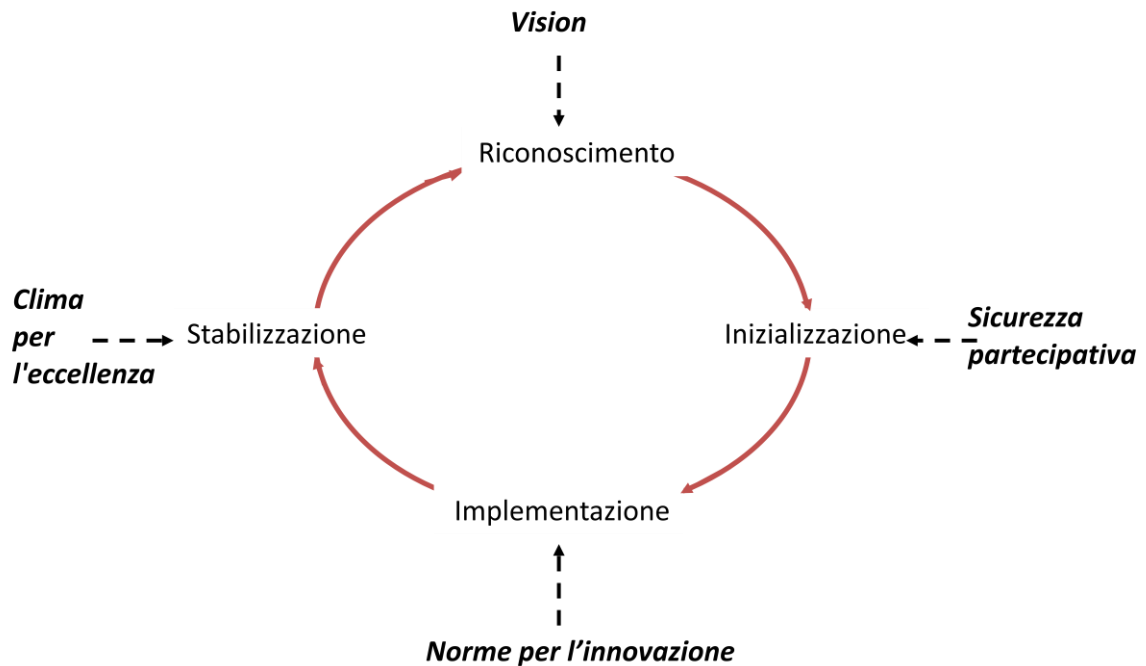 Vision
Riconoscimento
Clima
per
l'eccellenza
Stabilizzazione
Inizializzazione
Sicurezza
partecipativa
Implementazione
Norme per l’innovazione